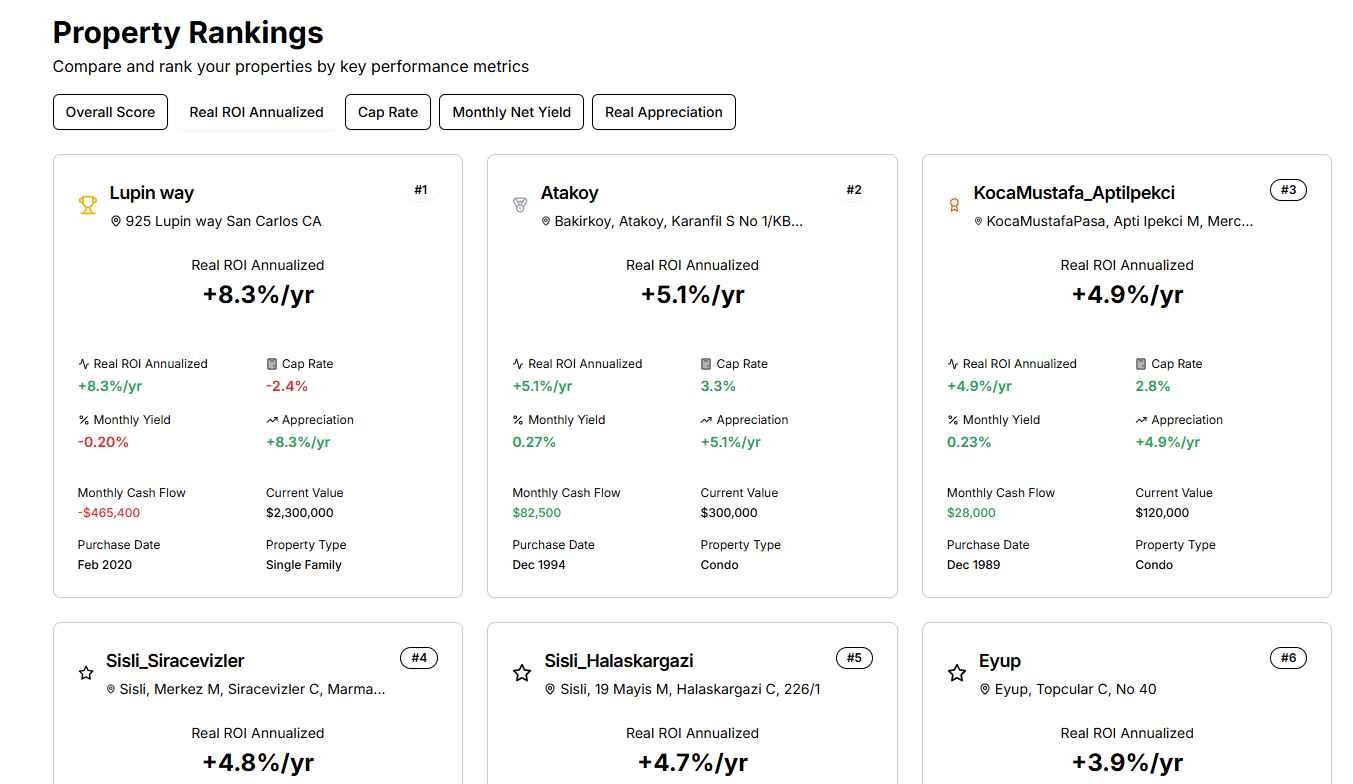 Property Rankings
Compare and rank your properties by key performance metrics
Overall Score
Real ROI Annualized
Cap Rate
Monthly Net Yield
Real Appreciation
Lupin way
#1
925 Lupin way San Carlos CA
Real ROI Annualized
+8.3%/yr
Real ROI Annualized
Cap Rate
+8.3%/yr
-2.4%
Monthly Yield
Appreciation
-0.20%
+8.3%/yr
Monthly Cash Flow
Current Value
-$465,400
$2,300,000
Purchase Date
Property Type
Feb 2020
Single Family
Atakoy
#2
Bakirkoy, Atakoy, Karanfil S No 1/KB...
Real ROI Annualized
+5.1%/yr
Real ROI Annualized
Cap Rate
+5.1%/yr
3.3%
Monthly Yield
Appreciation
0.27%
+5.1%/yr
Monthly Cash Flow
Current Value
$82,500
$300,000
Purchase Date
Property Type
Dec 1994
Condo
KocaMustafa_AptiIpekci
#3
KocaMustafaPasa, Apti Ipekci M, Merc...
Real ROI Annualized
+4.9%/yr
Real ROI Annualized
Cap Rate
+4.9%/yr
2.8%
Monthly Yield
Appreciation
0.23%
+4.9%/yr
Monthly Cash Flow
Current Value
$28,000
$120,000
Purchase Date
Property Type
Dec 1989
Condo
Sisli_Siracevizler
#4
Sisli, Merkez M, Siracevizler C, Marma...
Real ROI Annualized
+4.8%/yr
Sisli_Halaskargazi
#5
Sisli, 19 Mayis M, Halaskargazi C, 226/1
Real ROI Annualized
+4.7%/yr
Eyup
#6
Eyup, Topcular C, No 40
Real ROI Annualized
+3.9%/yr